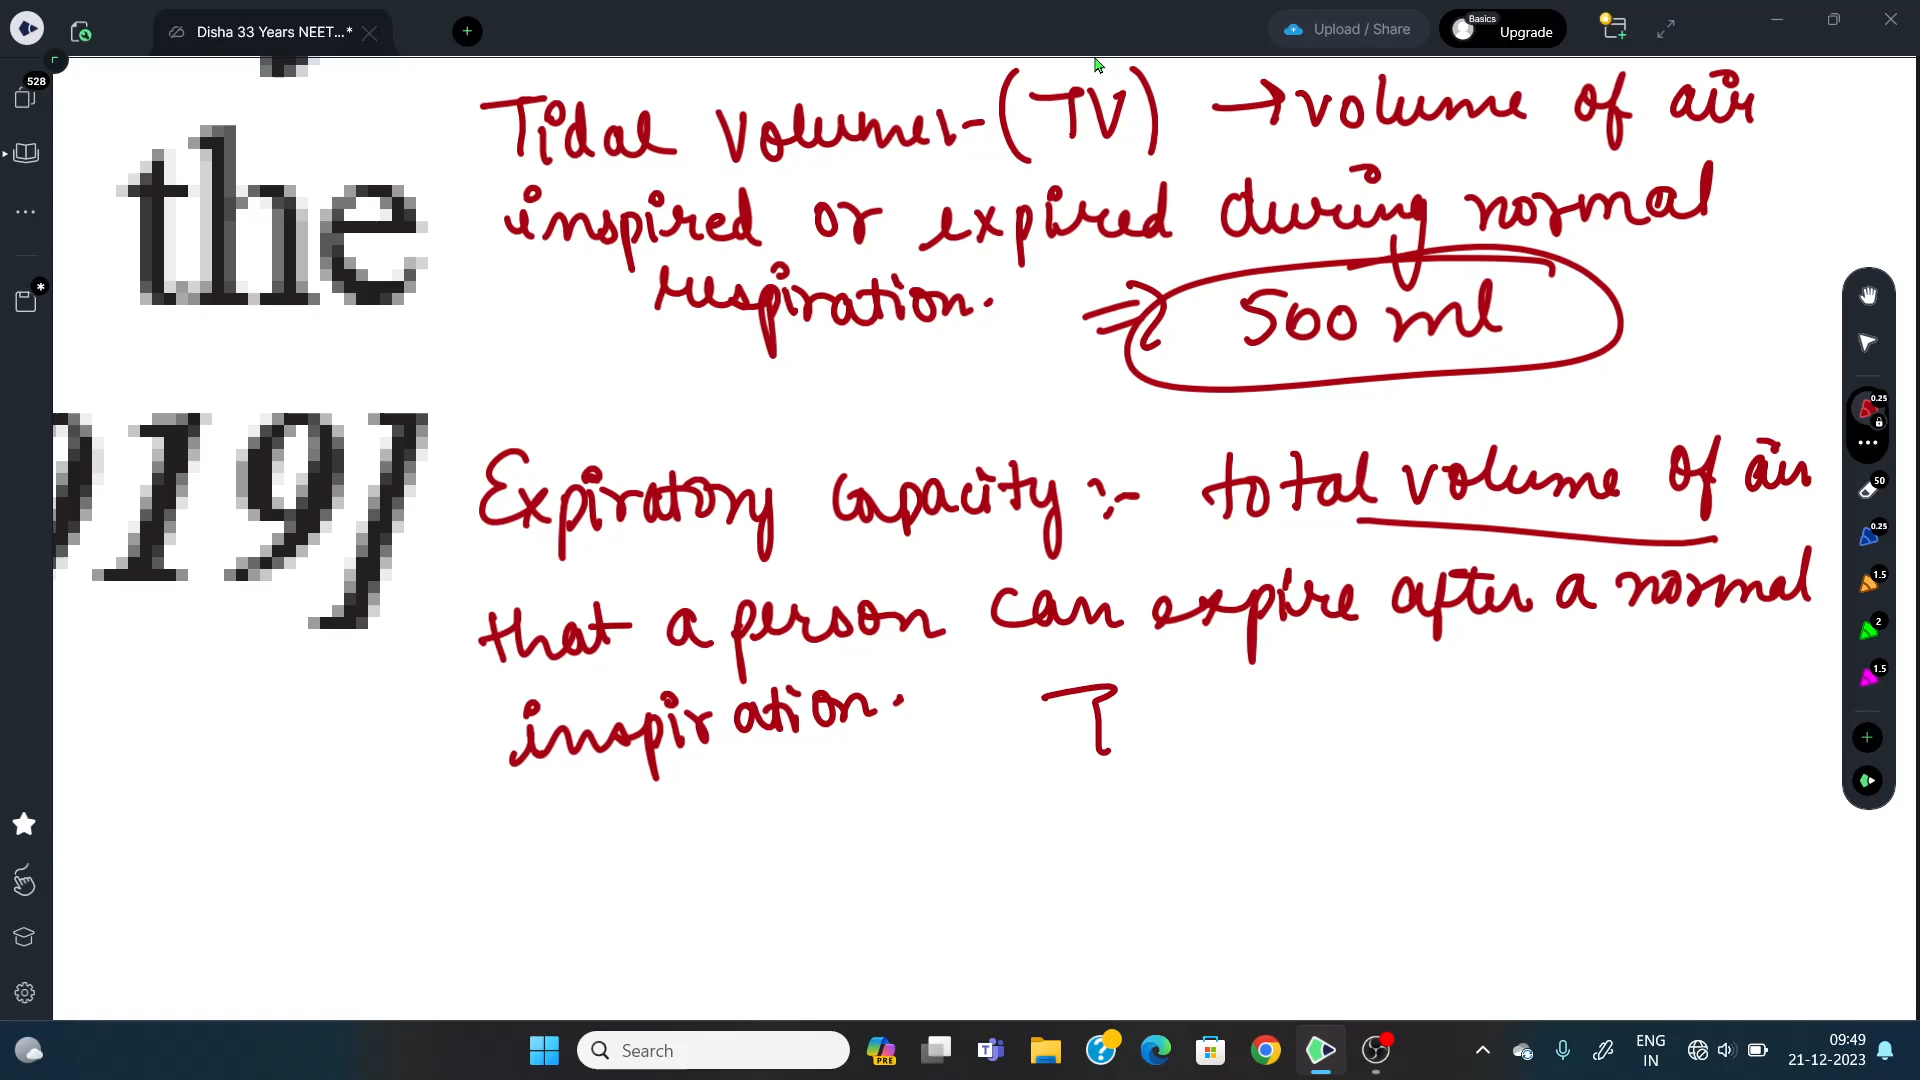 Disha 33 Years NEET...*
Upload / Share
Basics
Upgrade
528
the
019]
Tidal Volume:- (TV) → volume of air
inspired or expired during normal
respiration. ⇒ 500 ml
Expiratory Capacity :- total volume of air
that a person can expire after a normal
inspiration. T
0.25
50
0.25
1.5
2
1.5
Search
PRE
ENG
IN
09:49
21-12-2023